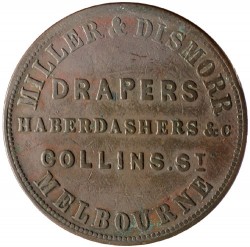 MILLER & DISMORR
DRAPERS
HABERDASHERS &C
COLLINS. ST
MELBOURNE